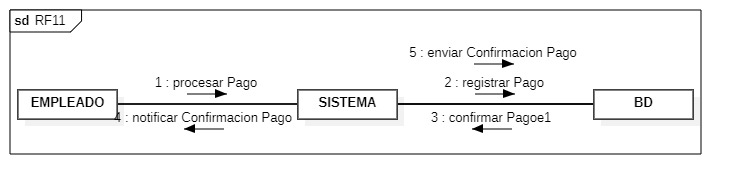 sd RF11
5 : enviar Confirmacion Pago
1 : procesar Pago
2 : registrar Pago
EMPLEADO
SISTEMA
BD
4 : notificar Confirmacion Pago
3 : confirmar Pagoe1